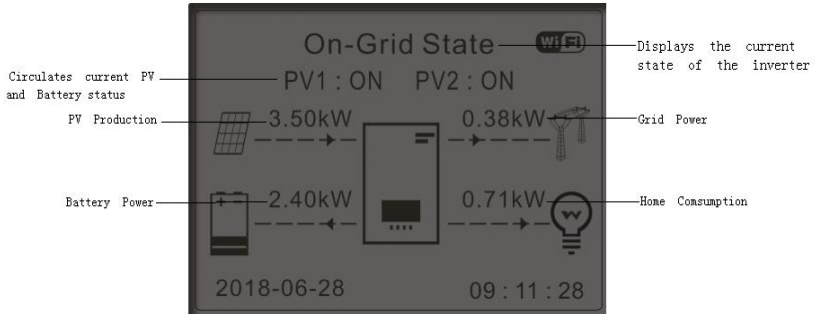 On-Grid State
WiFi
Displays the current
state of the inverter
Circulates current PV
and Battery status
PV1 : ON PV2 : ON
PV Production
3.50kW
0.38kW
Grid Power
Battery Power
2.40kW
0.71kW
Home Comsumption
2018-06-28
09 : 11 : 28